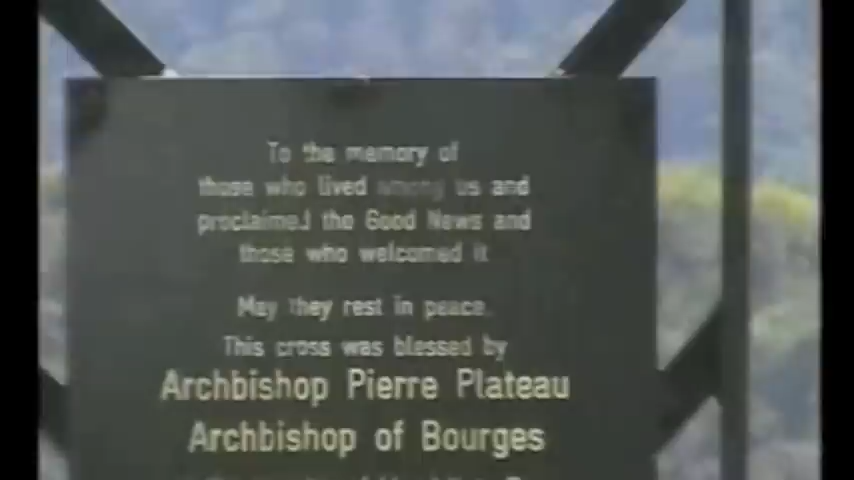 To the memory of
those who lived among us and
proclaimed the Good News and
those who welcomed it
May they rest in peace.
This cross was blessed by
Archbishop Pierre Plateau
Archbishop of Bourges